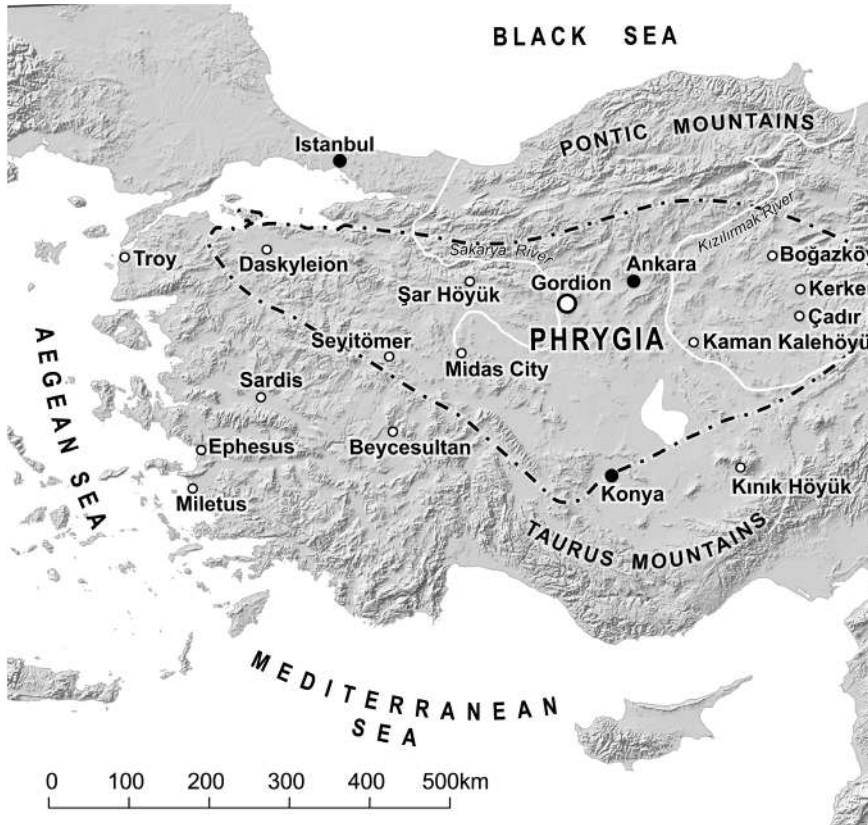 BLACK SEA
PONTIC MOUNTAINS
Istanbul
Kızılırmak River
Sakarya River
Troy
Daskyleion
Boğazköy
Ankara
Gordion
Şar Höyük
Çadır
PHRYGIA
Seyitömer
Kaman Kalehöyü
Midas City
AEGEAN SEA
Sardis
Ephesus
Beycesultan
Konya
Kınık Höyük
Miletus
TAURUS MOUNTAINS
MEDITERRANEAN
SEA
0 100 200 300 400 500km